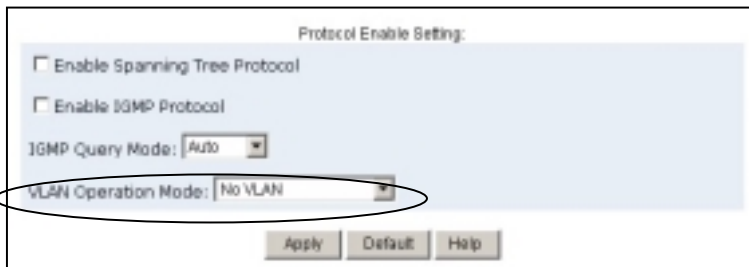 Protocol Enable Setting:
Enable Spanning Tree Protocol
Enable IGMP Protocol
IGMP Query Mode: Auto
VLAN Operation Mode: No VLAN
Apply Default Help